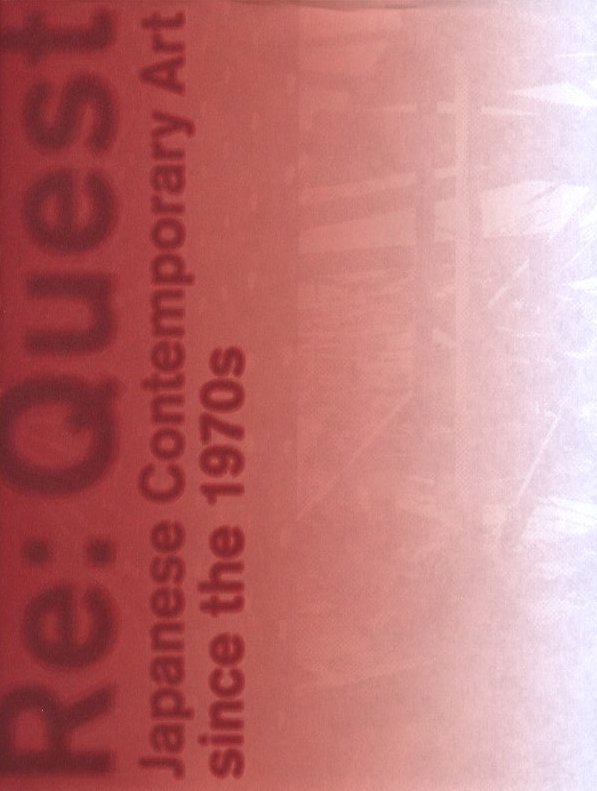 Re: Quest
Japanese Contemporary Art
since the 1970s